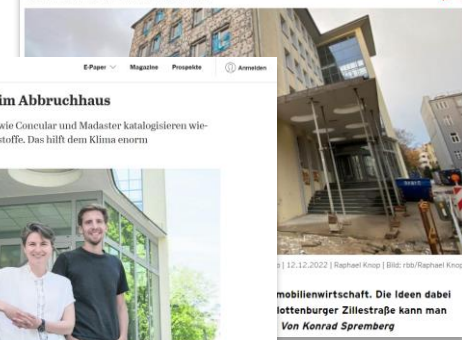 E-Paper Magazine Prospekte Anmelden
im Abbruchhaus
wie Concular und Madaster katalogisieren wie-
stoffe. Das hilft dem Klima enorm
| 12.12.2022 | Raphael Knop | Bild: rbb/Raphael Knop
mobilienwirtschaft. Die Ideen dabei
lottenburger Zillestraße kann man
Von Konrad Spremberg